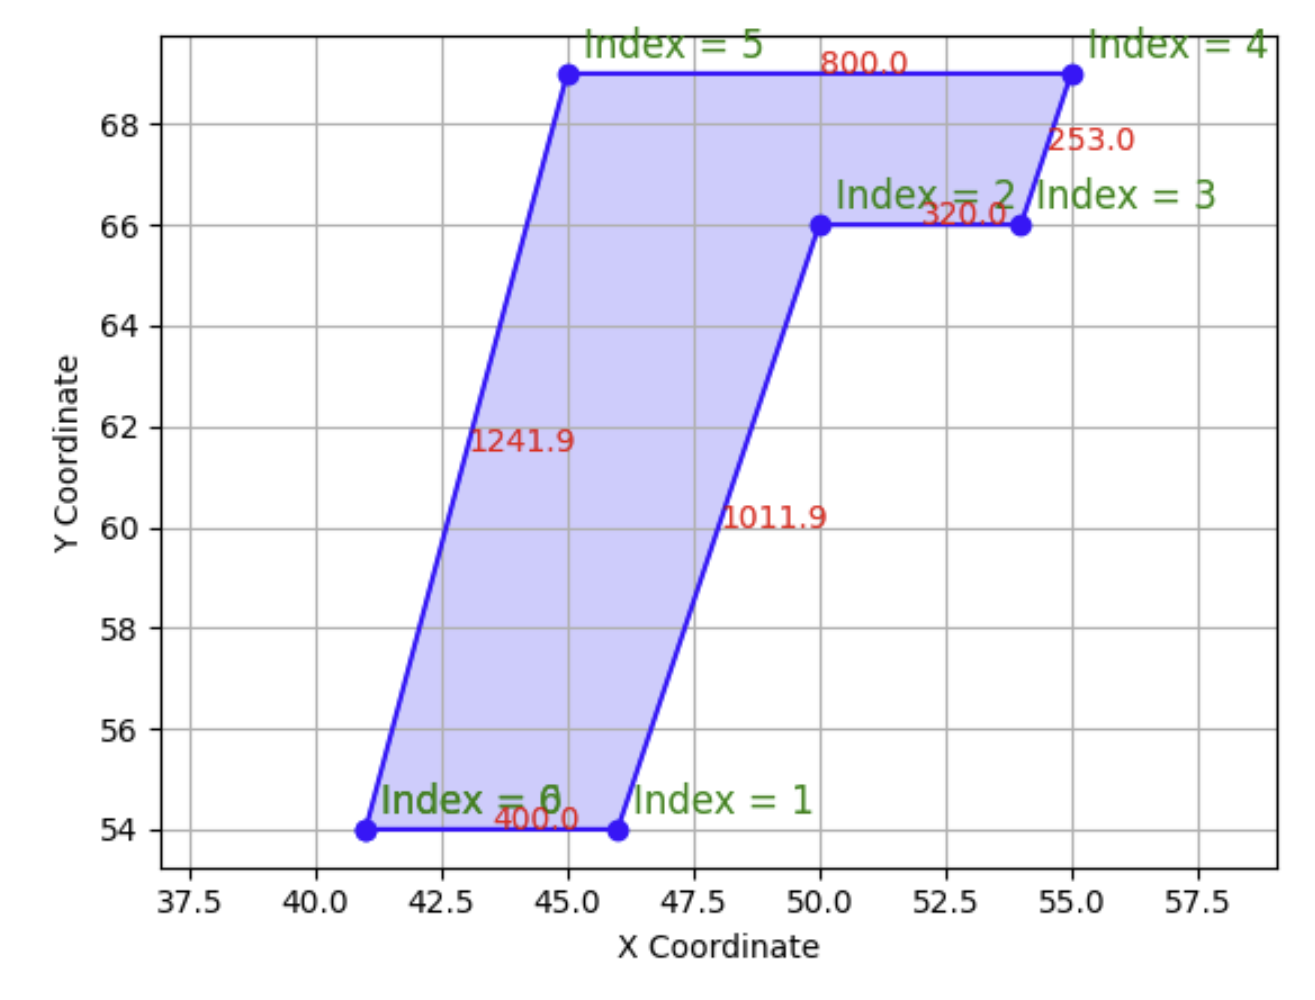 Index = 5
Index = 4
800.0
68
253.0
Index = 2
Index = 3
320.0
66
64
62
1241.9
60
1011.9
58
56
Index = 6
Index = 1
400.0
54
37.5 40.0 42.5 45.0 47.5 50.0 52.5 55.0 57.5
X Coordinate
Y Coordinate